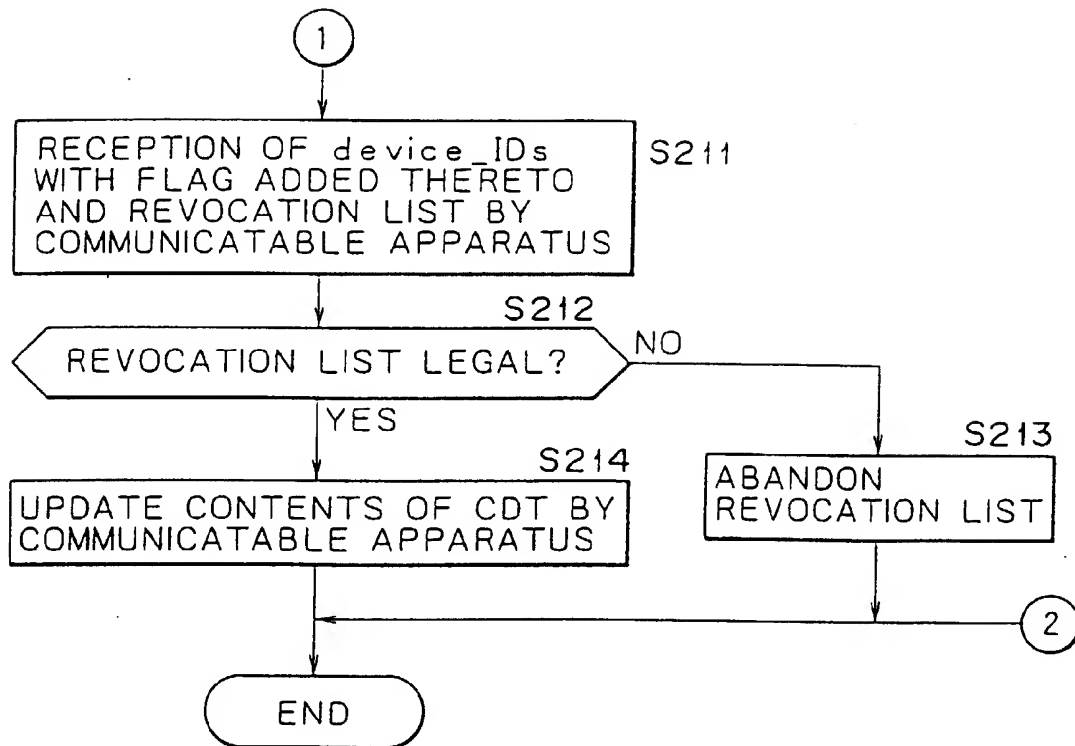 1
RECEPTION OF device_IDs
WITH FLAG ADDED THERETO
AND REVOCATION LIST BY
COMMUNICATABLE APPARATUS
S211
S212
REVOCATION LIST LEGAL?
NO
YES
S213
ABANDON
REVOCATION LIST
S214
UPDATE CONTENTS OF CDT BY
COMMUNICATABLE APPARATUS
2
END